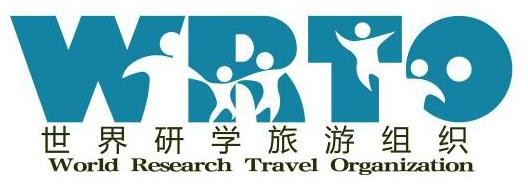 WRTO
世界研学旅游组织
World Research Travel Organization